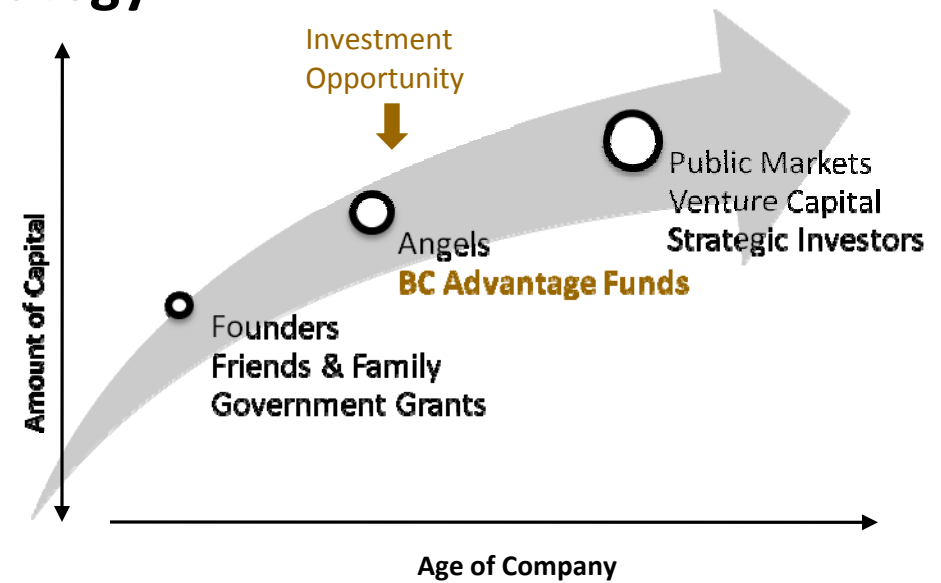 Investment
Opportunity
Public Markets
Venture Capital
Strategic Investors
Angels
BC Advantage Funds
Founders
Friends & Family
Government Grants
Amount of Capital
Age of Company